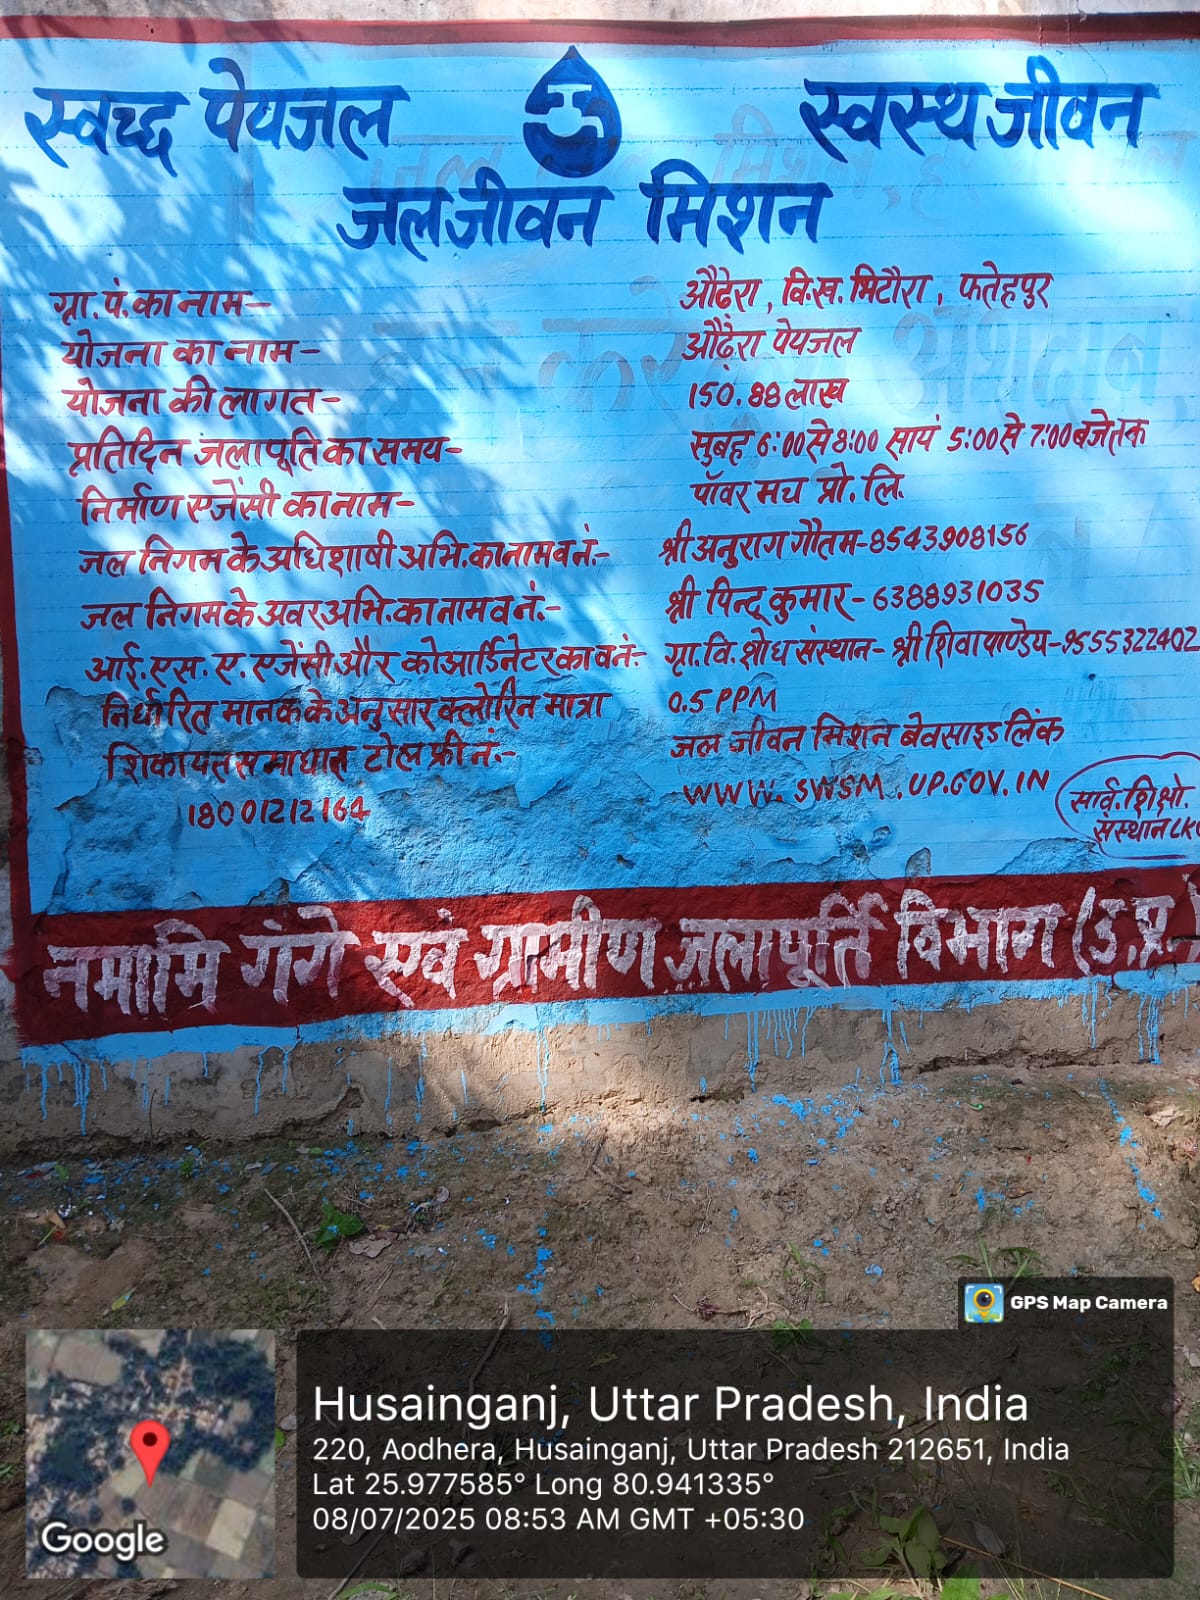 स्वच्छ पेयजल स्वस्थ जीवन
जल जीवन मिशन
ग्रा.पं.का नाम- औढेरा, वि.ख. भिटौरा, फतेहपुर
योजना का नाम- औढ़ेरा पेयजल
योजना की लागत- 150.88 लाख
प्रतिदिन जलापूर्ति का समय- सुबह 6:00 से 8:00 सायं 5:00 से 7:00 बजे तक
निर्माण एजेंसी का नाम- पॉवर मच प्रो. लि.
जल निगम के अधिशाषी अभि.का नाम व नं.- श्री अनुराग गौतम-8543908156
जल निगम के अवर अभि.का नाम व नं.- श्री पिन्टू कुमार- 6388931035
आई.एस.ए.एजेंसी और कोआर्डिनेटर का व नं.- ग्रा.वि.शोध संस्थान- श्री शिवा पाण्डेय-9555322402
निर्धारित मानक के अनुसार क्लोरिन मात्रा 0.5 PPM
शिकायत समाधान टोल फ्री नं.- जल जीवन मिशन बेवसाइड लिंक
18001212164 WWW.SWSM.UP.GOV.IN
सार्व.शिक्षो.
संस्थान LKO
नमामि गंगे एवं ग्रामीण जलापूर्ति विभाग (उ.प्र.)
GPS Map Camera
Husainganj, Uttar Pradesh, India
220, Aodhera, Husainganj, Uttar Pradesh 212651, India
Lat 25.977585° Long 80.941335°
08/07/2025 08:53 AM GMT +05:30
Google